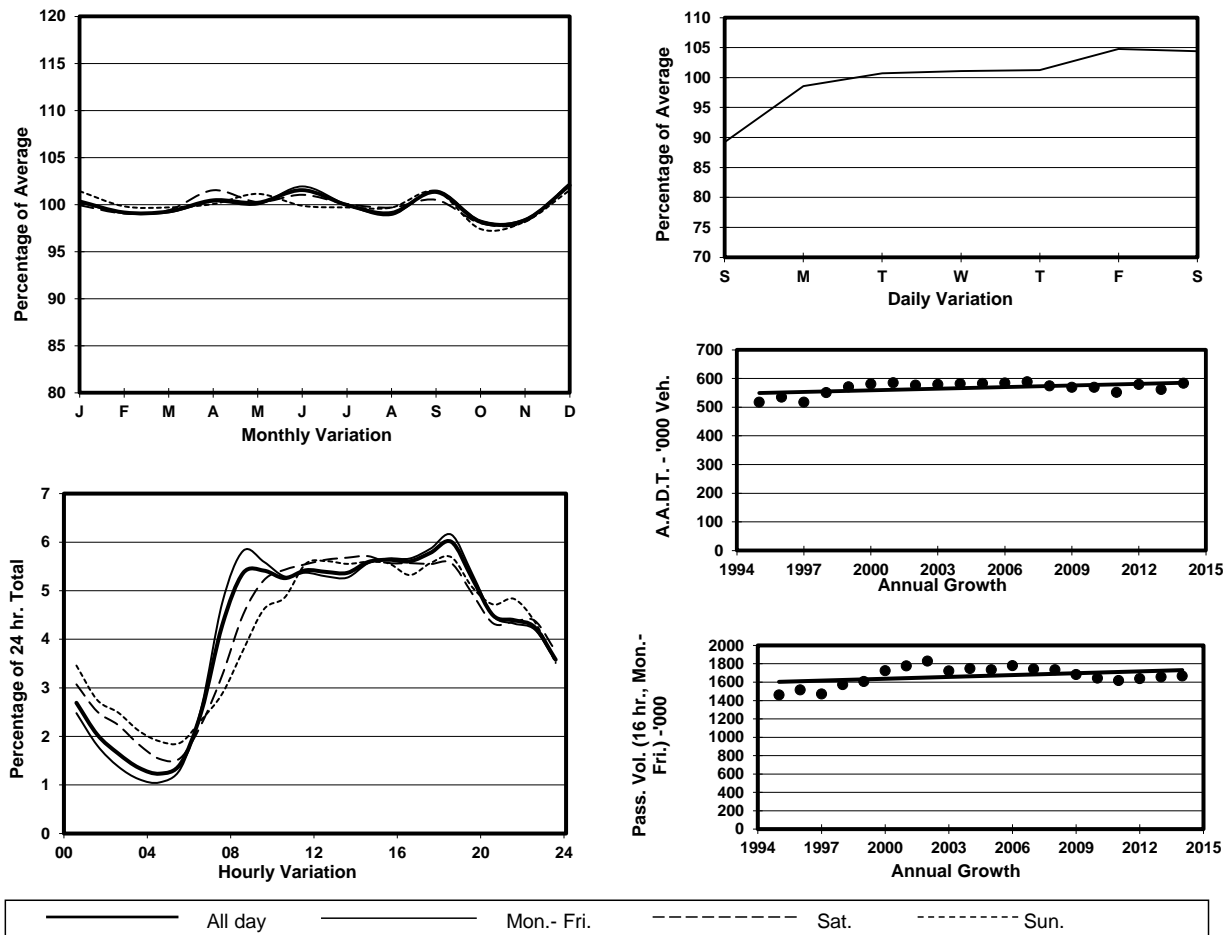 120
115
110
105
100
95
90
85
80
Percentage of Average
J F M A M J J A S O N D
Monthly Variation
110
105
100
95
90
85
80
75
70
Percentage of Average
S M T W T F S
Daily Variation
700
600
500
400
300
200
100
0
A.A.D.T. - '000 Veh.
1994 1997 2000 2003 2006 2009 2012 2015
Annual Growth
7
6
5
4
3
2
1
0
Percentage of 24 hr. Total
00 04 08 12 16 20 24
Hourly Variation
2000
1800
1600
1400
1200
1000
800
600
400
200
0
Pass. Vol. (16 hr., Mon.-
Fri.) -'000
1994 1997 2000 2003 2006 2009 2012 2015
Annual Growth
All day Mon.- Fri. Sat. Sun.